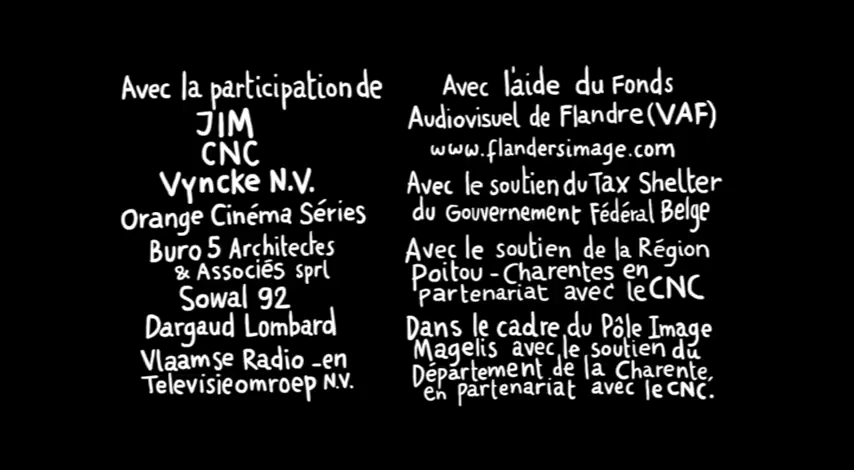 Avec la participation de
JIM
CNC
Vyncke N.V.
Orange Cinéma Séries
Buro 5 Architectes
& Associés sprl
Sowal 92
Dargaud Lombard
Vlaamse Radio -en
Televisieomroep N.V.
Avec l'aide du Fonds
Audiovisuel de Flandre (VAF)
www.flandersimage.com
Avec le soutien du Tax Shelter
du Gouvernement Fédéral Belge
Avec le soutien de la Région
Poitou - Charentes en
partenariat avec le CNC
Dans le cadre du Pôle Image
Magelis avec le soutien du
Département de la Charente,
en partenariat avec le CNC.